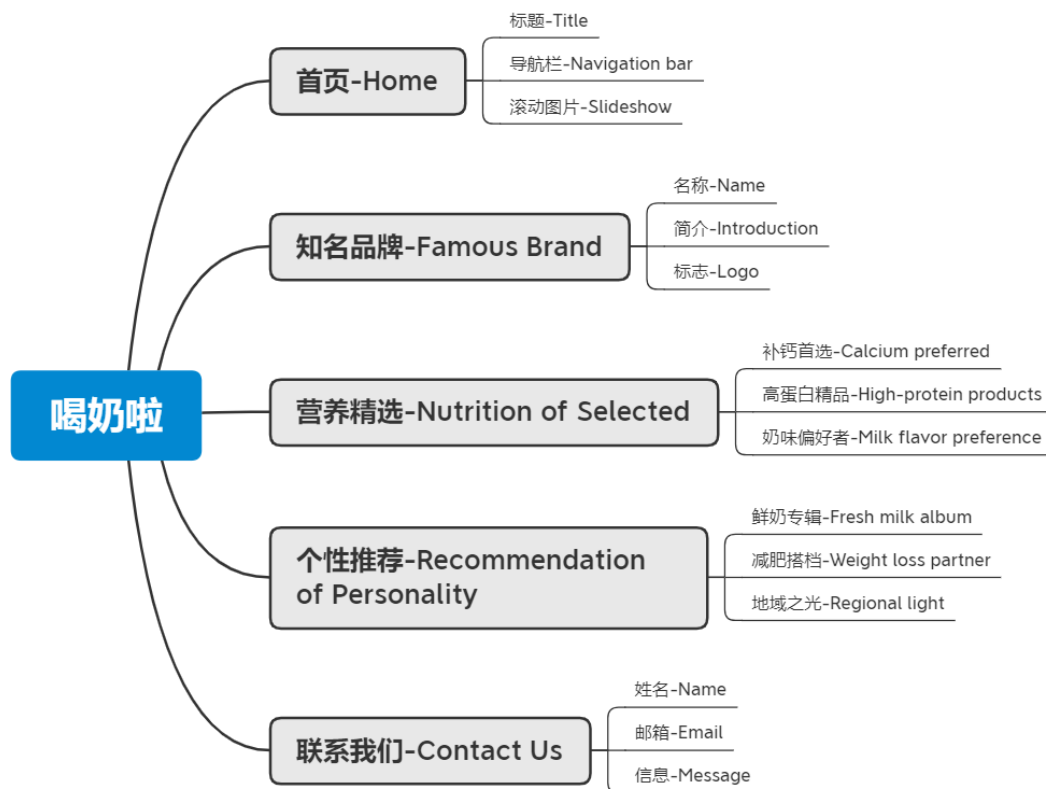 喝奶啦
首页-Home
标题-Title
导航栏-Navigation bar
滚动图片-Slideshow
知名品牌-Famous Brand
名称-Name
简介-Introduction
标志-Logo
营养精选-Nutrition of Selected
补钙首选-Calcium preferred
高蛋白精品-High-protein products
奶味偏好者-Milk flavor preference
个性推荐-Recommendation
of Personality
鲜奶专辑-Fresh milk album
减肥搭档-Weight loss partner
地域之光-Regional light
联系我们-Contact Us
姓名-Name
邮箱-Email
信息-Message